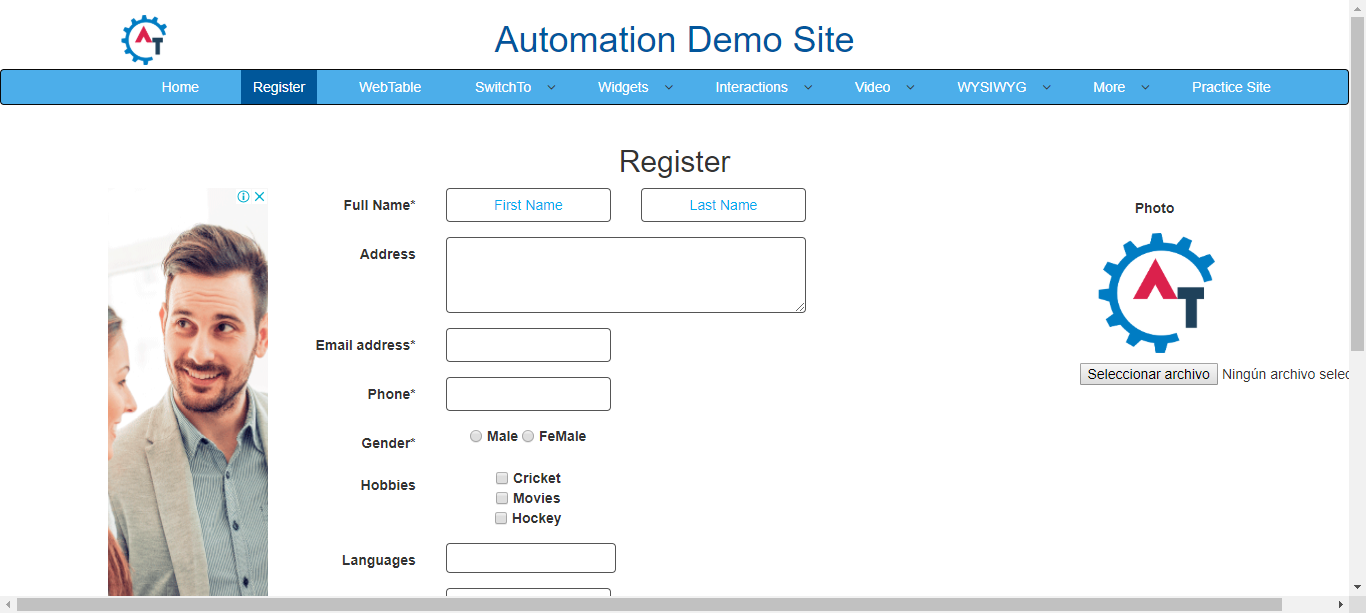 AT
Automation Demo Site
Home Register WebTable SwitchTo Widgets Interactions Video WYSIWYG More Practice Site
Register
Full Name* First Name Last Name
Photo
Address
AT
Email address*
Seleccionar archivo Ningún archivo selec
Phone*
Gender* Male FeMale
Hobbies Cricket
Movies
Hockey
Languages